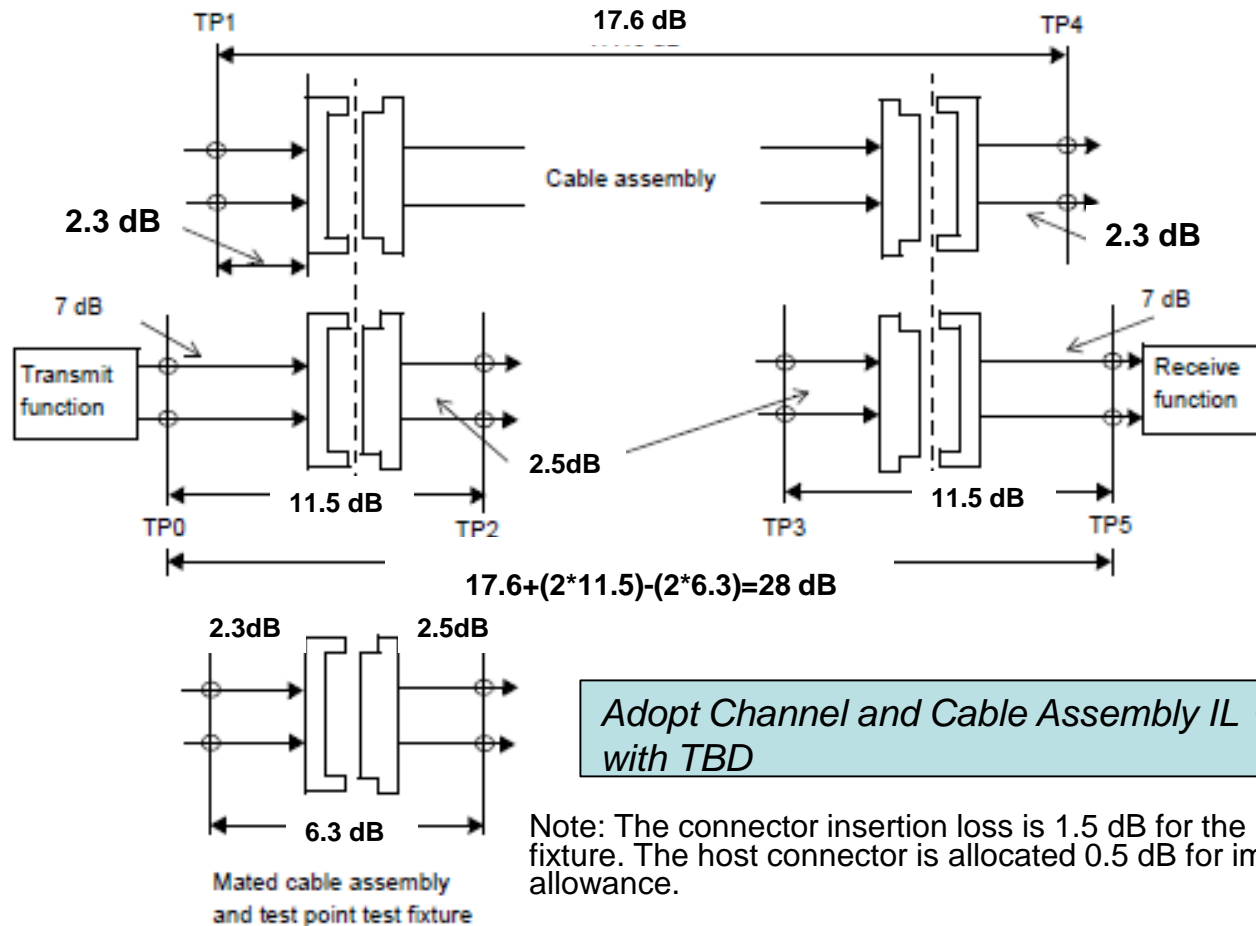 17.6 dB
TP1
TP4
Cable assembly
2.3 dB
2.3 dB
7 dB
7 dB
Transmit
function
Receive
function
2.5dB
11.5 dB
11.5 dB
TP0
TP2
TP3
TP5
17.6+(2*11.5)-(2*6.3)=28 dB
2.3dB
2.5dB
Adopt Channel and Cable Assembly IL
with TBD
6.3 dB
Note: The connector insertion loss is 1.5 dB for the
fixture. The host connector is allocated 0.5 dB for
allowance.
Mated cable assembly
and test point test fixture